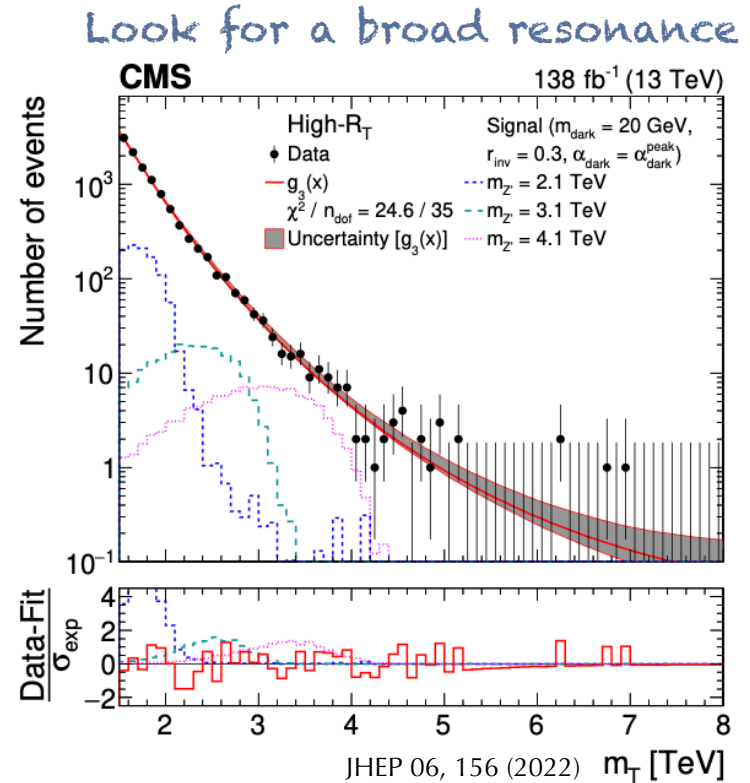 Look for a broad resonance
CMS 138 fb⁻¹ (13 TeV)
High-R_T
Data
g₃(x)
χ² / n_dof = 24.6 / 35
Uncertainty [g₃(x)]
Signal (m_dark = 20 GeV,
r_inv = 0.3, α_dark = α_dark^peak)
m_Z' = 2.1 TeV
m_Z' = 3.1 TeV
m_Z' = 4.1 TeV
Number of events
10³
10²
10
1
10⁻¹
Data-Fit
σ_exp
4
2
0
−2
2 3 4 5 6 7 8
JHEP 06, 156 (2022) m_T [TeV]